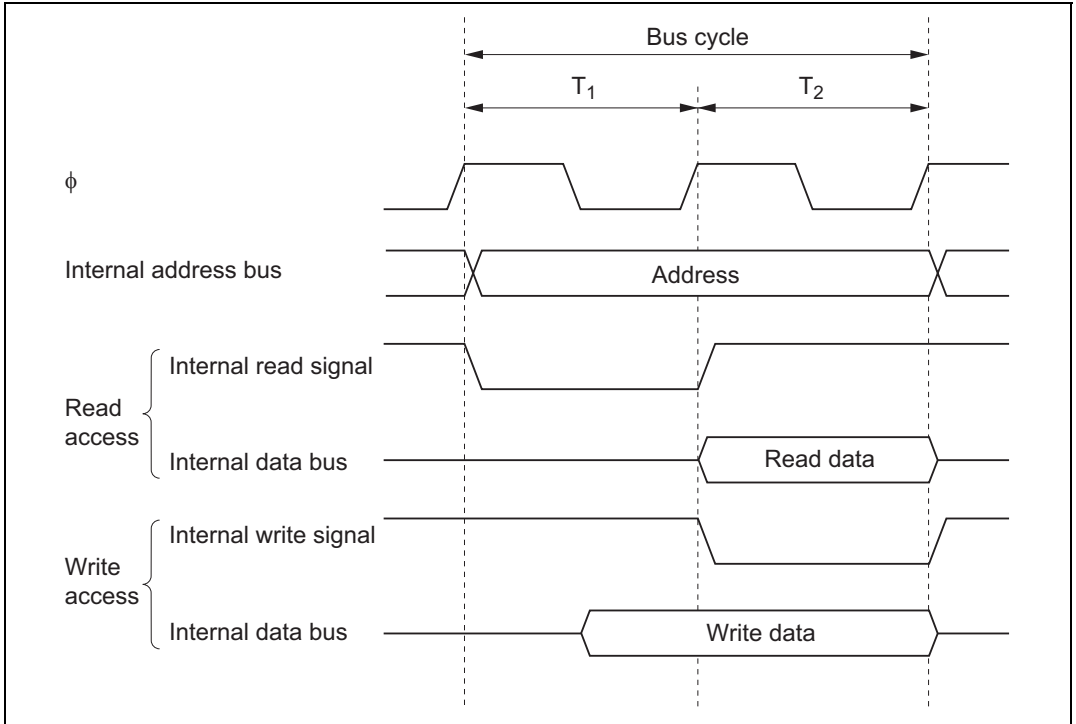 Bus cycle
T₁ T₂
ϕ
Internal address bus Address
Internal read signal
Read
access
Internal data bus Read data
Internal write signal
Write
access
Internal data bus Write data